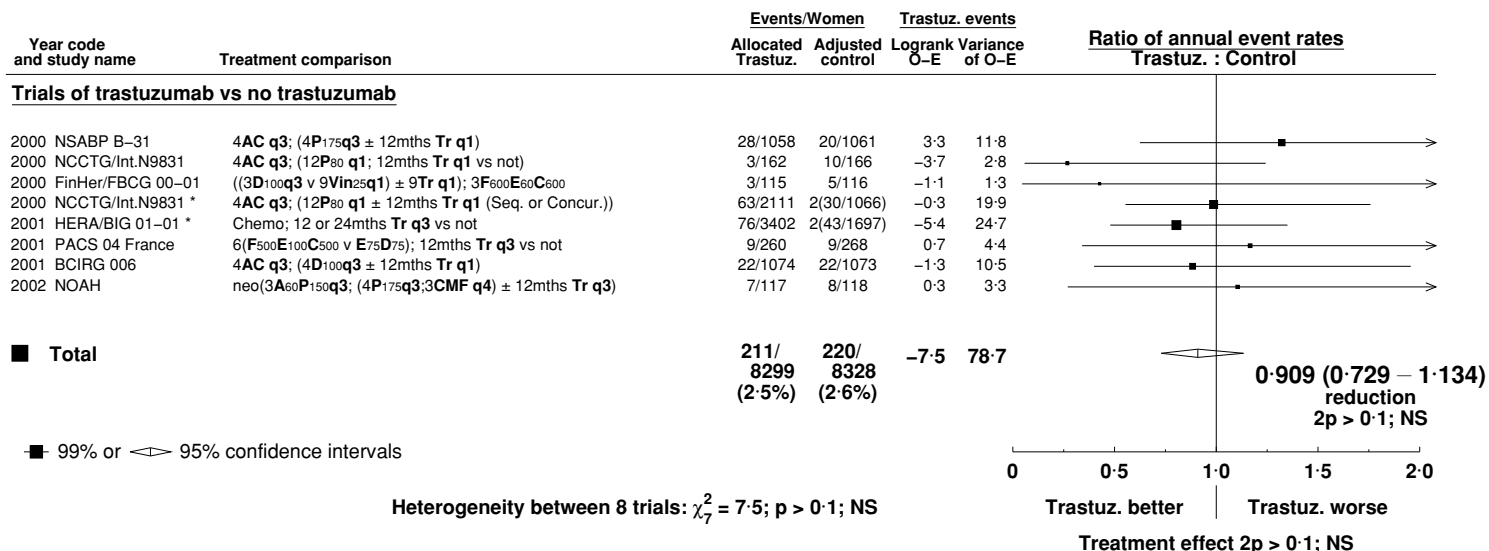 Events/Women Trastuz. events
Year code and study name Treatment comparison Allocated Trastuz. Adjusted control Logrank O–E Variance of O–E Ratio of annual event rates Trastuz. : Control
Trials of trastuzumab vs no trastuzumab
2000 NSABP B–31 4AC q3; (4P175q3 ± 12mths Tr q1) 28/1058 20/1061 3·3 11·8
2000 NCCTG/Int.N9831 4AC q3; (12P80 q1; 12mths Tr q1 vs not) 3/162 10/166 −3·7 2·8
2000 FinHer/FBCG 00–01 ((3D100q3 v 9Vin25q1) ± 9Tr q1); 3F600E60C600 3/115 5/116 −1·1 1·3
2000 NCCTG/Int.N9831 * 4AC q3; (12P80 q1 ± 12mths Tr q1 (Seq. or Concur.)) 63/2111 2(30/1066) −0·3 19·9
2001 HERA/BIG 01–01 * Chemo; 12 or 24mths Tr q3 vs not 76/3402 2(43/1697) −5·4 24·7
2001 PACS 04 France 6(F500E100C500 v E75D75); 12mths Tr q3 vs not 9/260 9/268 0·7 4·4
2001 BCIRG 006 4AC q3; (4D100q3 ± 12mths Tr q1) 22/1074 22/1073 −1·3 10·5
2002 NOAH neo(3A60P150q3; (4P175q3;3CMF q4) ± 12mths Tr q3) 7/117 8/118 0·3 3·3
Total 211/ 220/ −7·5 78·7
8299 8328
(2·5%) (2·6%)
0·909 (0·729 – 1·134)
reduction
2p > 0·1; NS
99% or 95% confidence intervals
0 0·5 1·0 1·5 2·0
Heterogeneity between 8 trials: χ²₇ = 7·5; p > 0·1; NS
Trastuz. better Trastuz. worse
Treatment effect 2p > 0·1; NS